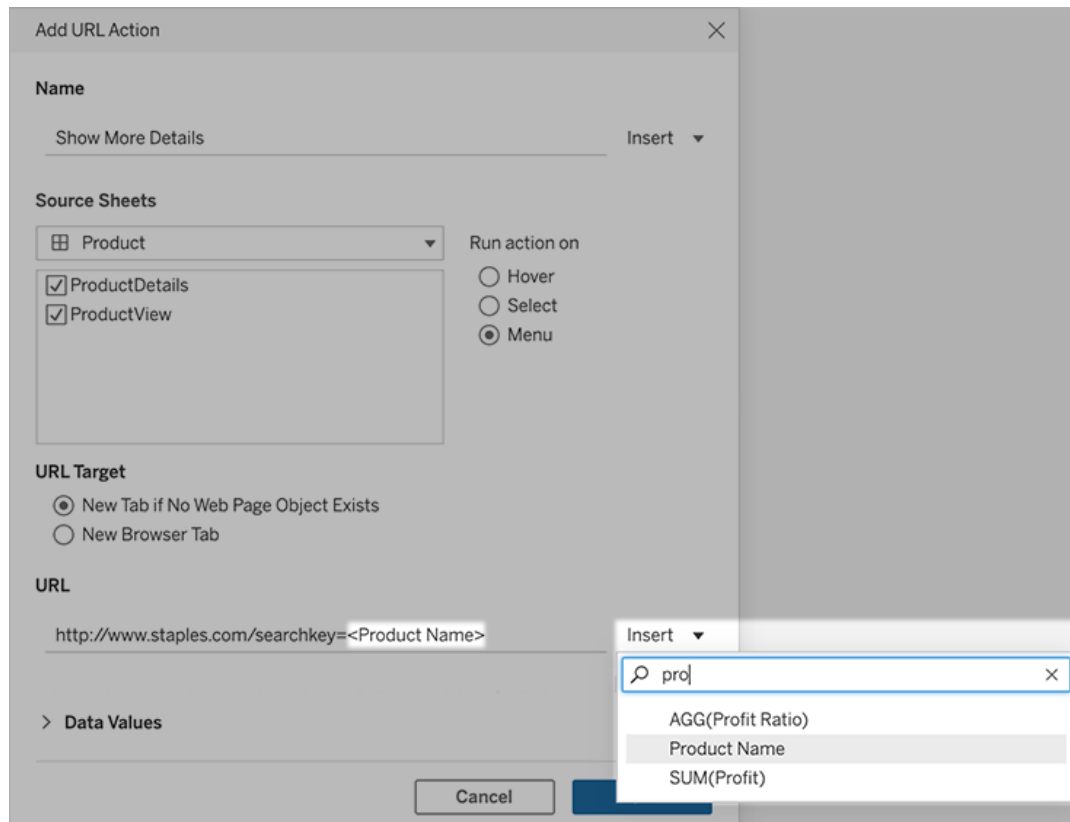 Add URL Action
Name
Show More Details Insert
Source Sheets
Product Run action on
ProductDetails Hover
ProductView Select
Menu
URL Target
New Tab if No Web Page Object Exists
New Browser Tab
URL
http://www.staples.com/searchkey=<Product Name> Insert
pro
Data Values
AGG(Profit Ratio)
Product Name
SUM(Profit)
Cancel